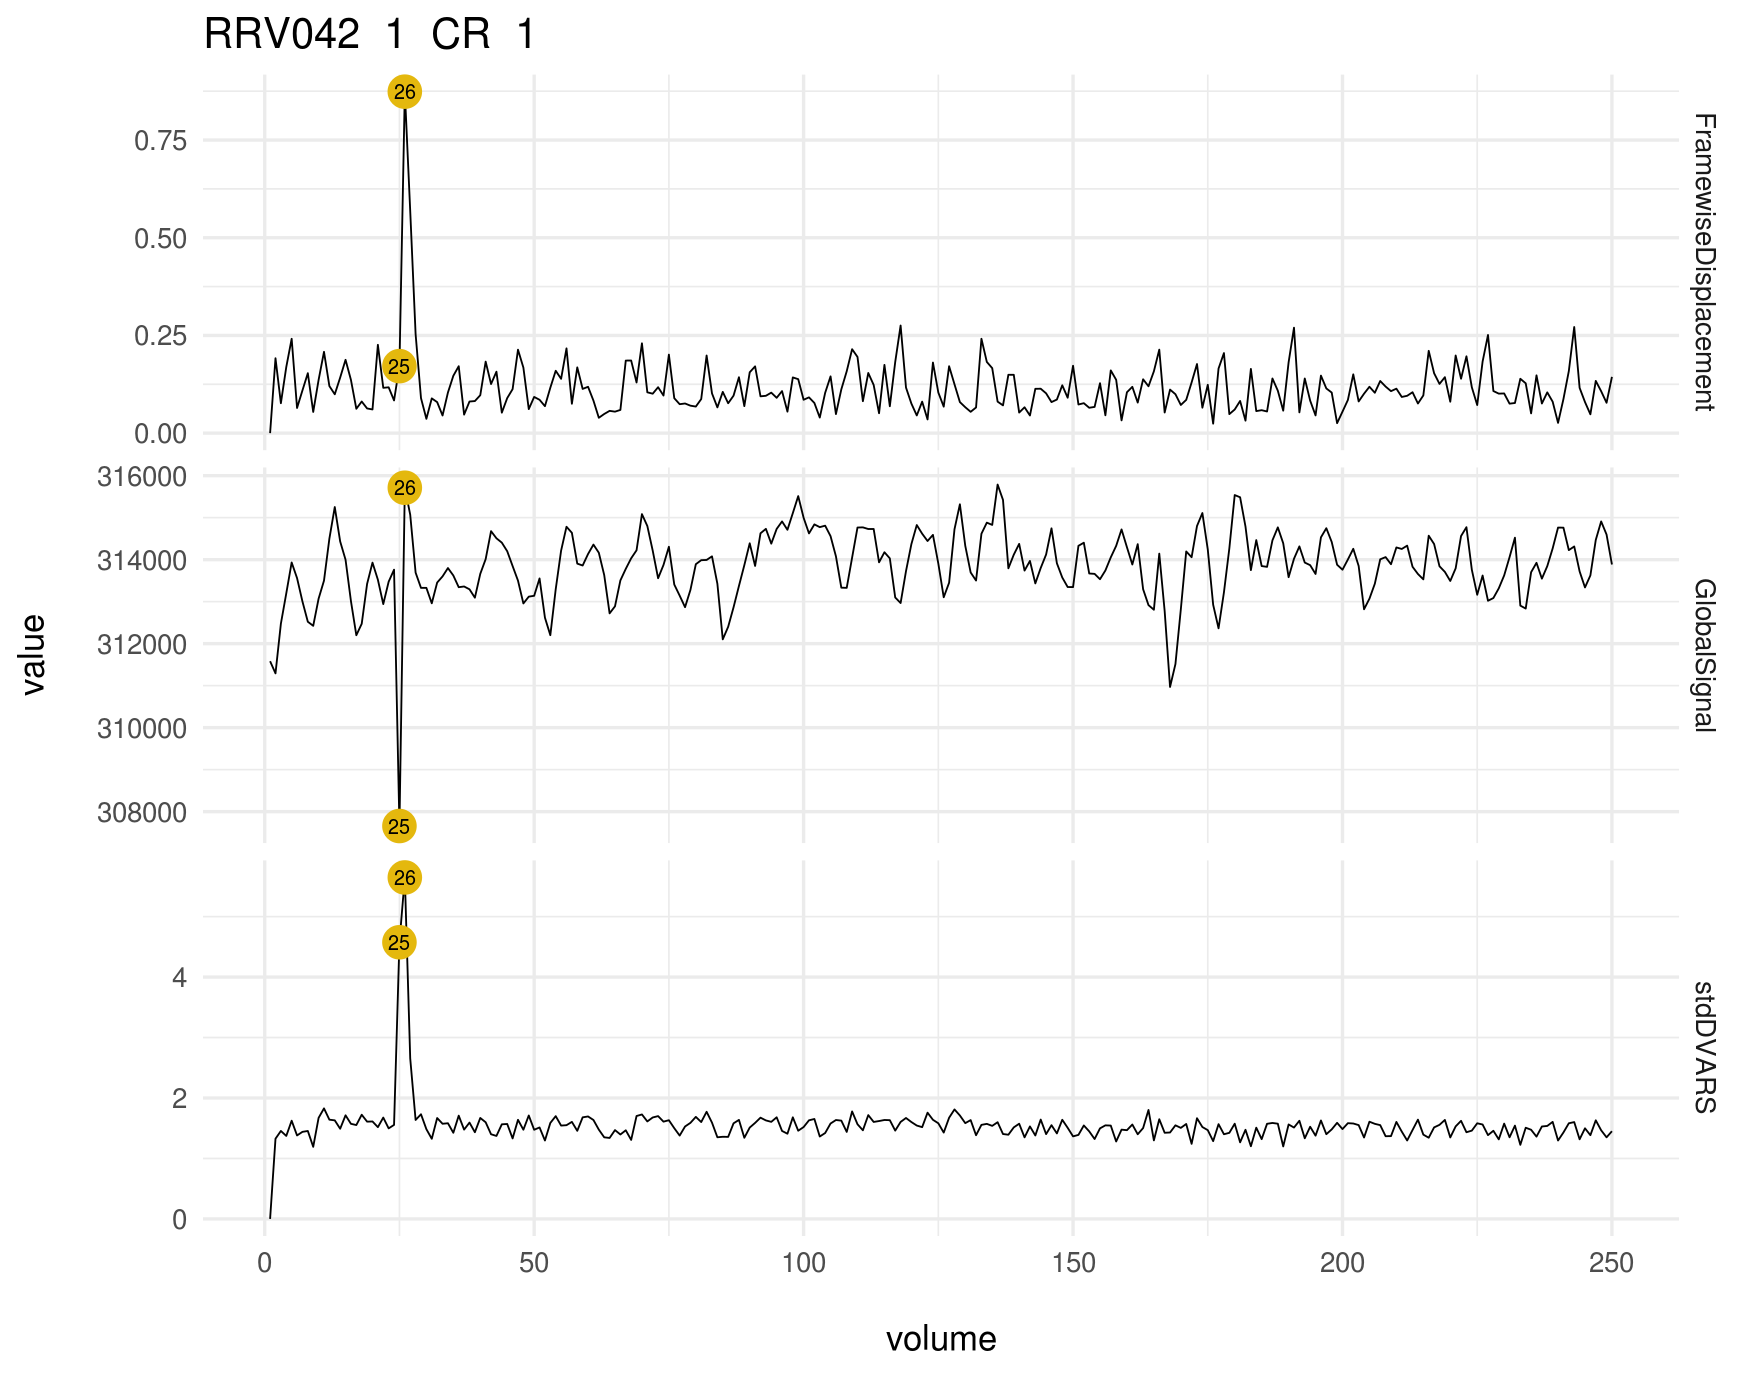 RRV042 1 CR 1
26
0.75
0.50
0.25
25
0.00
FramewiseDisplacement
316000
26
314000
312000
310000
308000
25
GlobalSignal
value
26
25
4
2
0
stdDVARS
0 50 100 150 200 250
volume